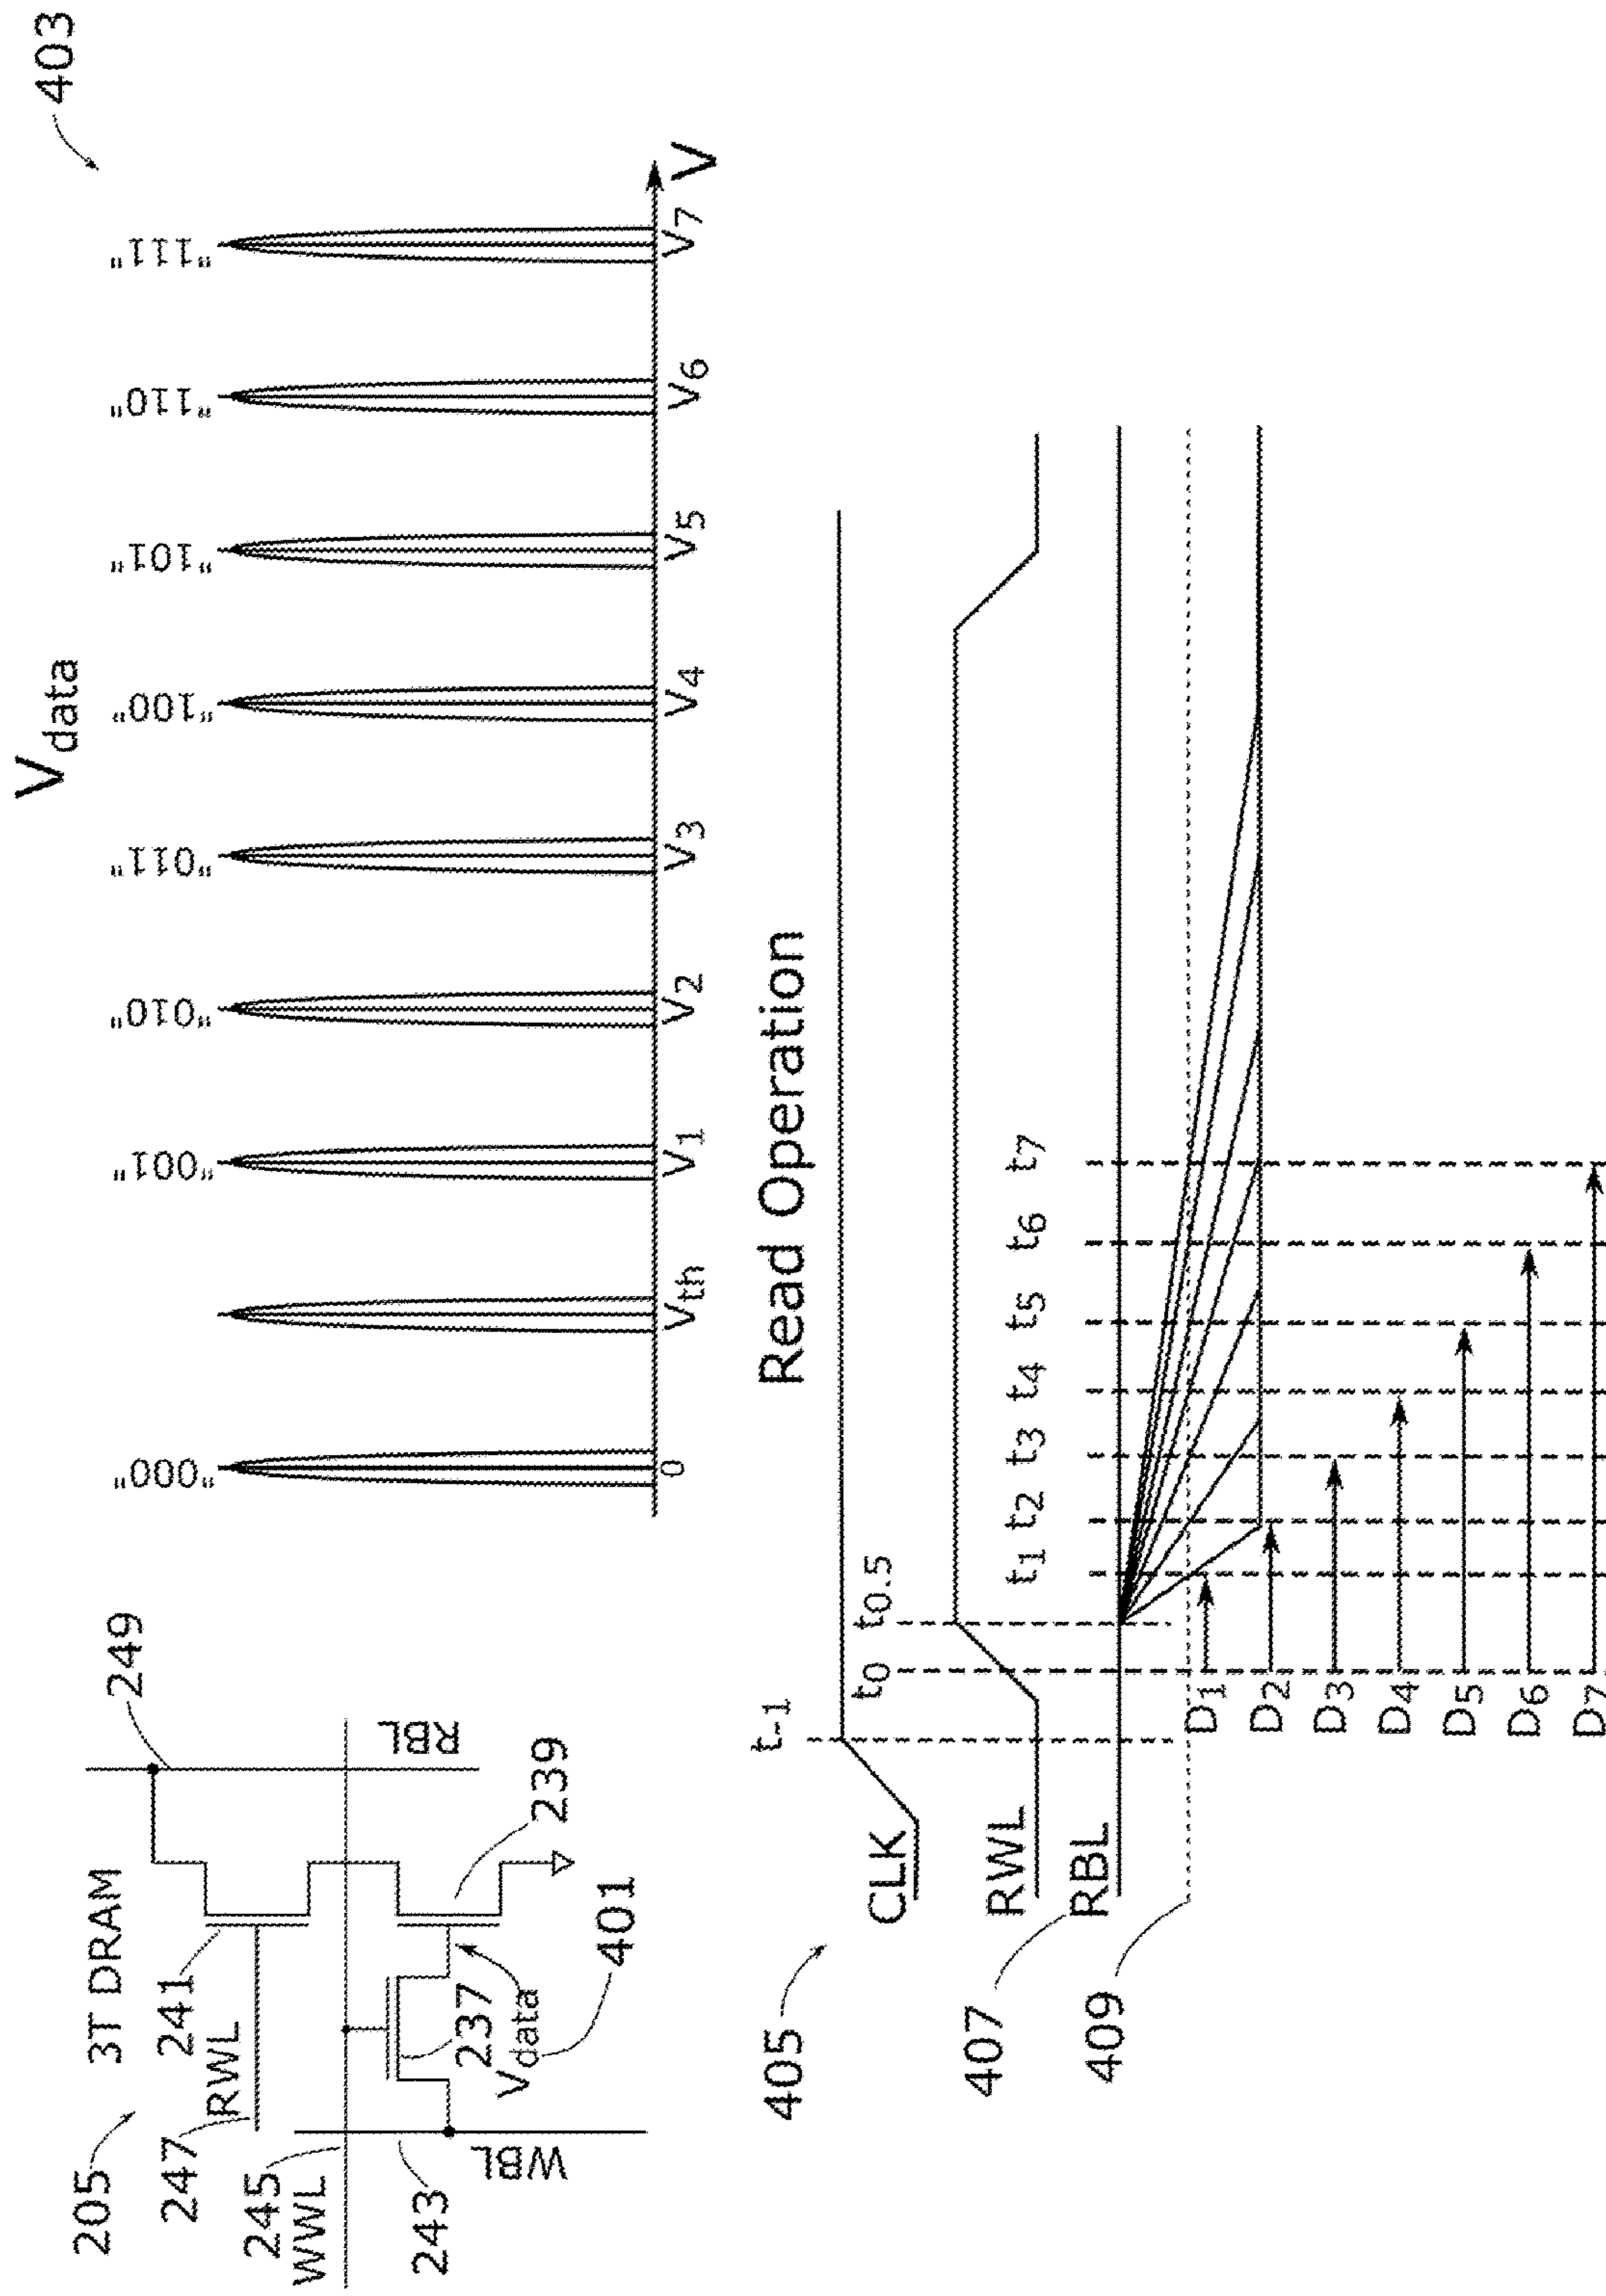 205
3T DRAM
249
247
241
RWL
245
WWL
RBL
243
237
239
WBL
Vdata
401
Vdata
403
"000"
"001"
"010"
"011"
"100"
"101"
"110"
"111"
0
Vth
V1
V2
V3
V4
V5
V6
V7
V
405
Read Operation
t-1
CLK
t0
t0.5
407
RWL
t1
t2
t3
t4
t5
t6
t7
RBL
409
D1
D2
D3
D4
D5
D6
D7